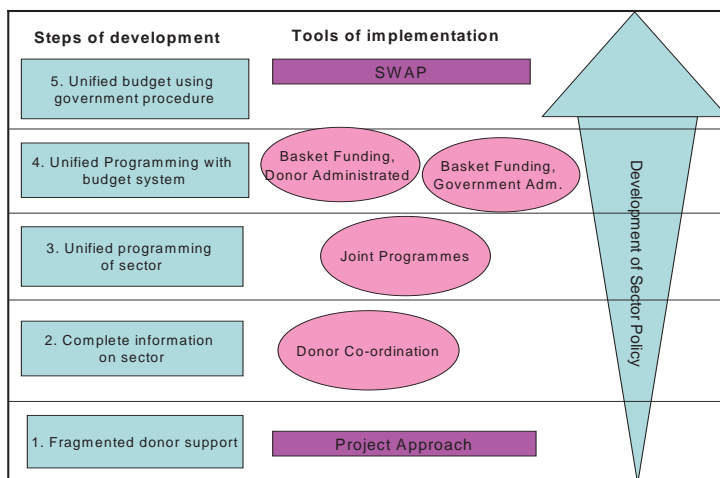 Steps of development
Tools of implementation
5. Unified budget using
government procedure
SWAP
4. Unified Programming with
budget system
Basket Funding,
Donor Administrated
Basket Funding,
Government Adm.
3. Unified programming
of sector
Joint Programmes
2. Complete information
on sector
Donor Co-ordination
1. Fragmented donor support
Project Approach
Development of Sector Policy